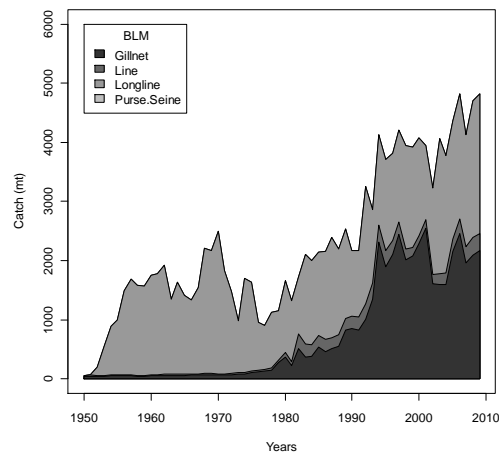 6000
5000
4000
3000
2000
1000
0
Catch (mt)
BLM
Gillnet
Line
Longline
Purse.Seine
1950 1960 1970 1980 1990 2000 2010
Years